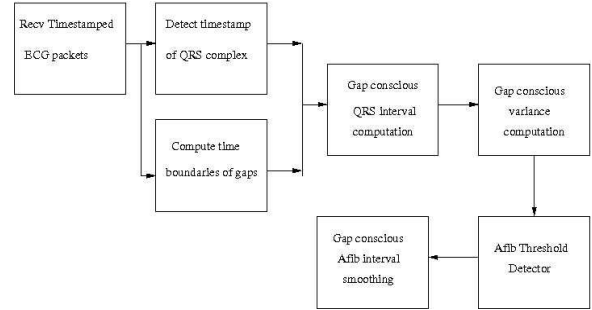 Recv Timestamped
ECG packets
Detect timestamp
of QRS complex
Compute time
boundaries of gaps
Gap conscious
QRS interval
computation
Gap conscious
variance
computation
Gap conscious
Afib interval
smoothing
Afib Threshold
Detector